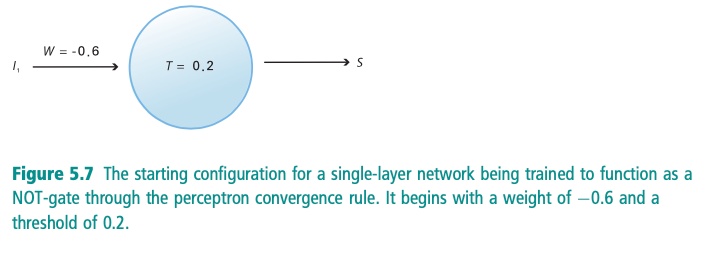 W = -0.6
I₁
T = 0.2
S
Figure 5.7 The starting configuration for a single-layer network being trained to function as a
NOT-gate through the perceptron convergence rule. It begins with a weight of −0.6 and a
threshold of 0.2.